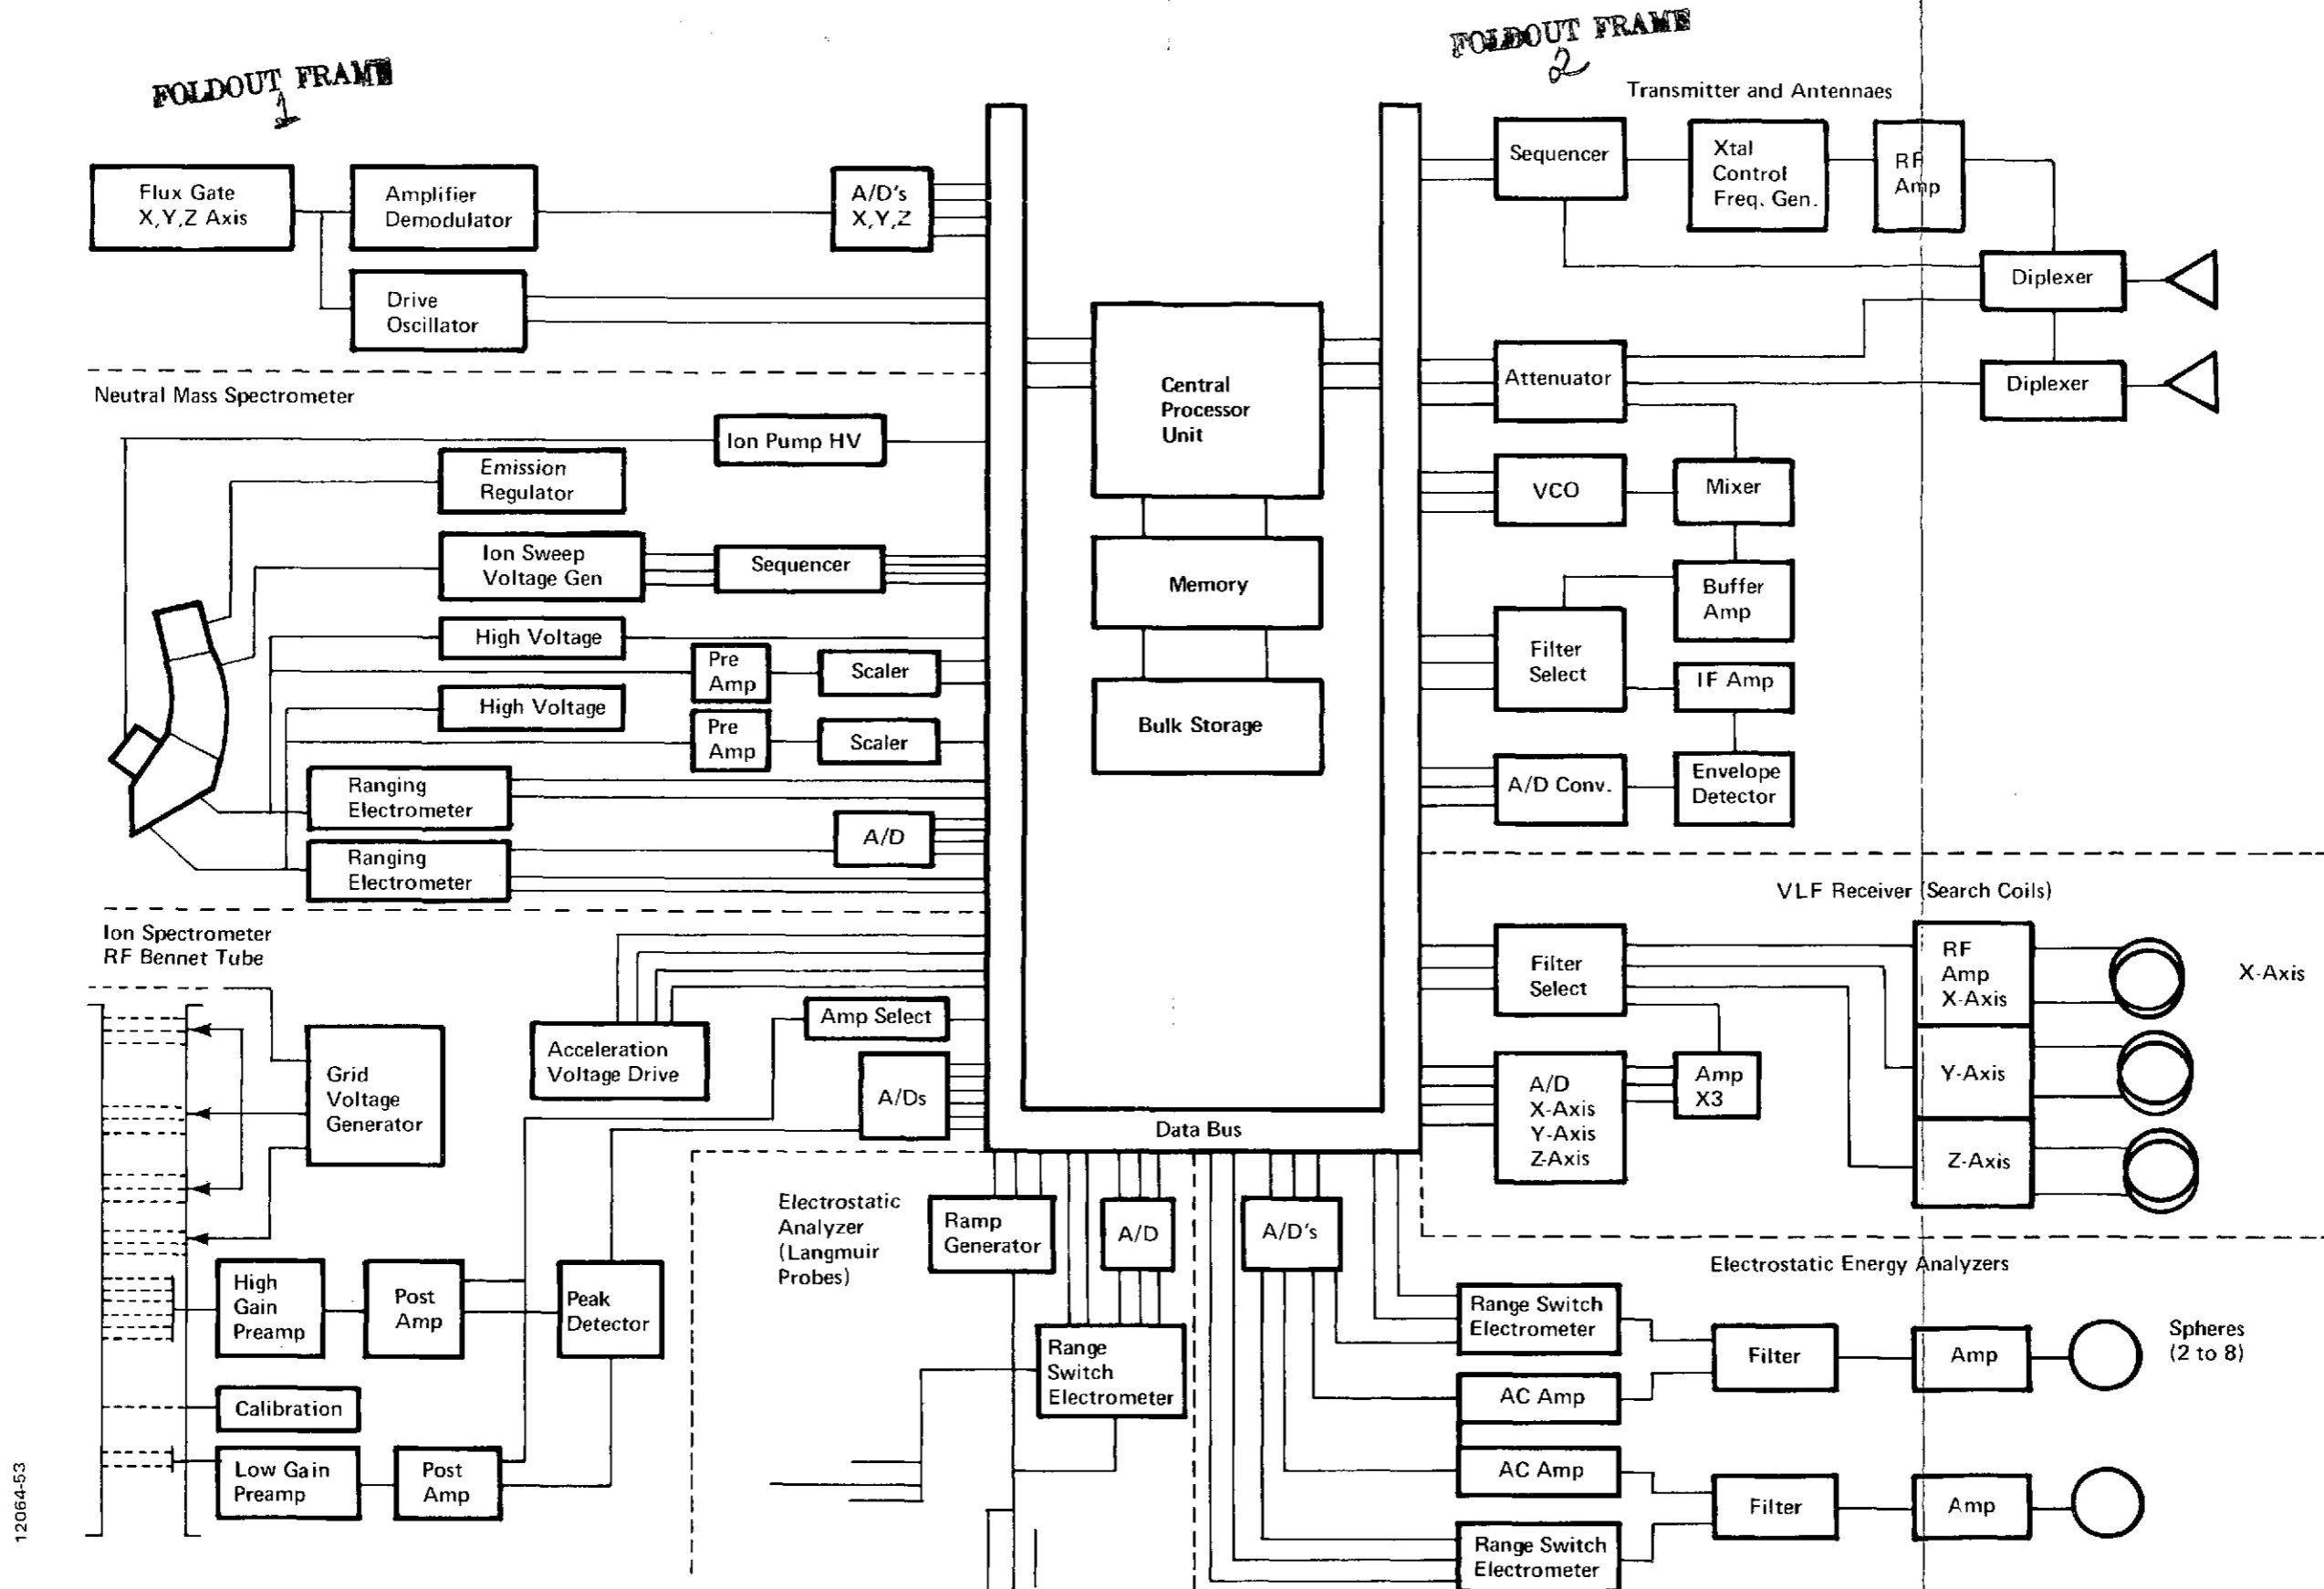 FOLDOUT FRAME
1
FOLDOUT FRAME
2
Transmitter and Antennaes
Flux Gate
X,Y,Z Axis
Amplifier
Demodulator
A/D's
X,Y,Z
Drive
Oscillator
Sequencer
Xtal
Control
Freq. Gen.
RF
Amp
Diplexer
Diplexer
Attenuator
Central
Processor
Unit
Memory
Bulk Storage
Data Bus
Neutral Mass Spectrometer
Ion Pump HV
Emission
Regulator
Ion Sweep
Voltage Gen
Sequencer
High Voltage
Pre
Amp
Scaler
High Voltage
Pre
Amp
Scaler
Ranging
Electrometer
A/D
Ranging
Electrometer
VCO
Mixer
Buffer
Amp
Filter
Select
IF Amp
A/D Conv.
Envelope
Detector
VLF Receiver (Search Coils)
Filter
Select
RF
Amp
X-Axis
X-Axis
Y-Axis
Z-Axis
A/D
X-Axis
Y-Axis
Z-Axis
Amp
X3
Ion Spectrometer
RF Bennet Tube
Grid
Voltage
Generator
Acceleration
Voltage Drive
Amp Select
A/Ds
High
Gain
Preamp
Post
Amp
Peak
Detector
Calibration
Low Gain
Preamp
Post
Amp
Electrostatic
Analyzer
(Langmuir
Probes)
Ramp
Generator
A/D
A/D's
Range
Switch
Electrometer
Electrostatic Energy Analyzers
Range Switch
Electrometer
AC Amp
Filter
Amp
Spheres
(2 to 8)
AC Amp
Filter
Amp
Range Switch
Electrometer
12064-53